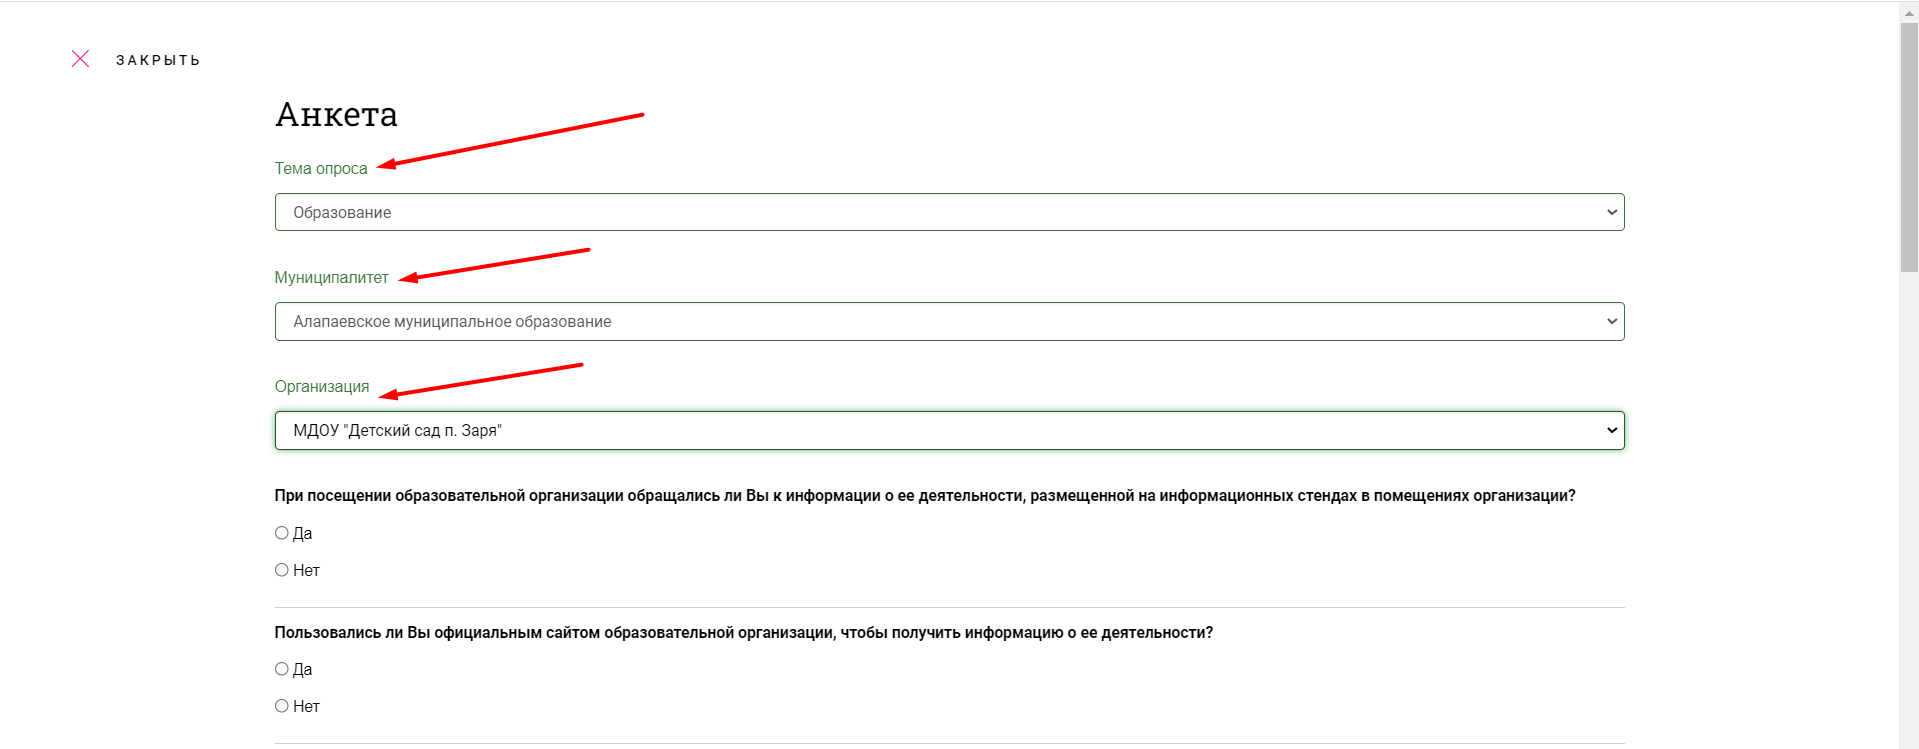 ЗАКРЫТЬ
Анкета
Тема опроса
Образование
Муниципалитет
Алапаевское муниципальное образование
Организация
МДОУ "Детский сад п. Заря"
При посещении образовательной организации обращались ли Вы к информации о ее деятельности, размещенной на информационных стендах в помещениях организации?
Да
Нет
Пользовались ли Вы официальным сайтом образовательной организации, чтобы получить информацию о ее деятельности?
Да
Нет